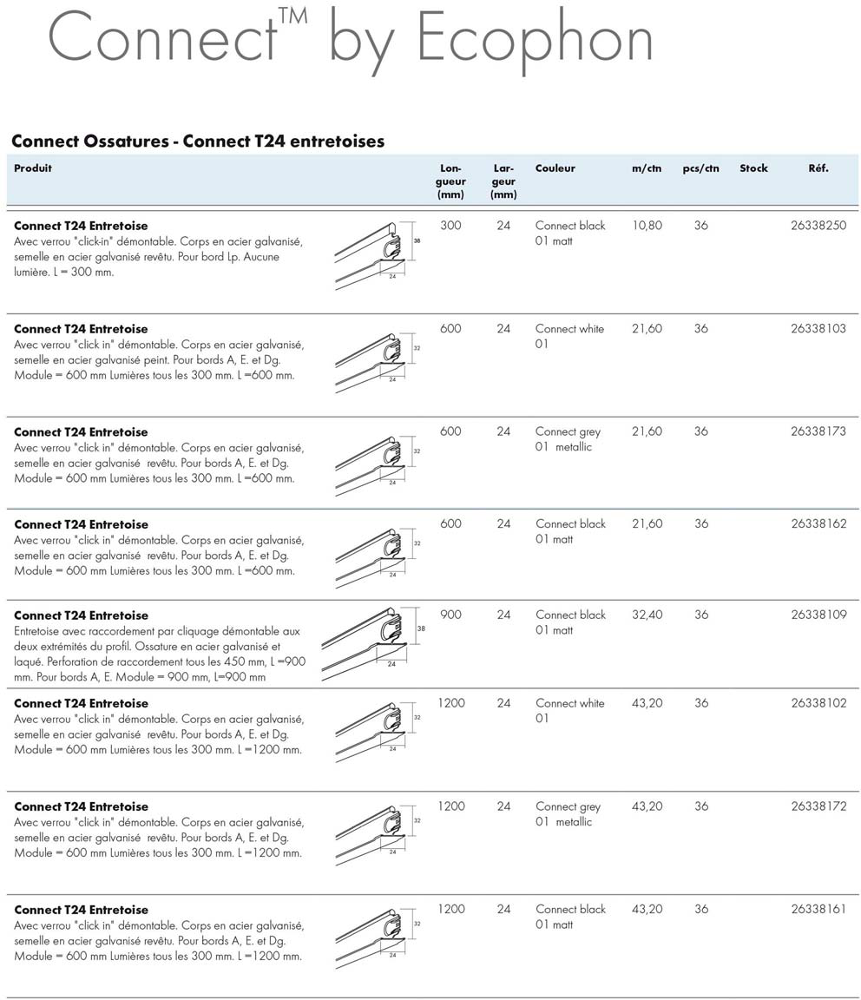 Connect™ by Ecophon
Connect Ossatures - Connect T24 entretoises
Produit Lon- Lar- Couleur m/ctn pcs/ctn Stock Réf.
gueur geur
(mm) (mm)
Connect T24 Entretoise 300 24 Connect black 10,80 36 26338250
Avec verrou "click-in" démontable. Corps en acier galvanisé, 38 01 matt
semelle en acier galvanisé revêtu. Pour bord Lp. Aucune
lumière. L = 300 mm. 24
Connect T24 Entretoise 600 24 Connect white 21,60 36 26338103
Avec verrou "click in" démontable. Corps en acier galvanisé, 32 01
semelle en acier galvanisé peint. Pour bords A, E. et Dg.
Module = 600 mm Lumières tous les 300 mm. L =600 mm. 24
Connect T24 Entretoise 600 24 Connect grey 21,60 36 26338173
Avec verrou "click in" démontable. Corps en acier galvanisé, 32 01 metallic
semelle en acier galvanisé revêtu. Pour bords A, E. et Dg.
Module = 600 mm Lumières tous les 300 mm. L =600 mm. 24
Connect T24 Entretoise 600 24 Connect black 21,60 36 26338162
Avec verrou "click in" démontable. Corps en acier galvanisé, 32 01 matt
semelle en acier galvanisé revêtu. Pour bords A, E. et Dg.
Module = 600 mm Lumières tous les 300 mm. L =600 mm. 24
Connect T24 Entretoise 900 24 Connect black 32,40 36 26338109
Entretoise avec raccordement par cliquage démontable aux 38 01 matt
deux extrémités du profil. Ossature en acier galvanisé et
laqué. Perforation de raccordement tous les 450 mm, L =900 24
mm. Pour bords A, E. Module = 900 mm, L=900 mm
Connect T24 Entretoise 1200 24 Connect white 43,20 36 26338102
Avec verrou "click in" démontable. Corps en acier galvanisé, 32 01
semelle en acier galvanisé revêtu. Pour bords A, E. et Dg.
Module = 600 mm Lumières tous les 300 mm. L =1200 mm. 24
Connect T24 Entretoise 1200 24 Connect grey 43,20 36 26338172
Avec verrou "click in" démontable. Corps en acier galvanisé, 32 01 metallic
semelle en acier galvanisé revêtu. Pour bords A, E. et Dg.
Module = 600 mm Lumières tous les 300 mm. L =1200 mm. 24
Connect T24 Entretoise 1200 24 Connect black 43,20 36 26338161
Avec verrou "click in" démontable. Corps en acier galvanisé, 32 01 matt
semelle en acier galvanisé revêtu. Pour bords A, E. et Dg.
Module = 600 mm Lumières tous les 300 mm. L =1200 mm. 24